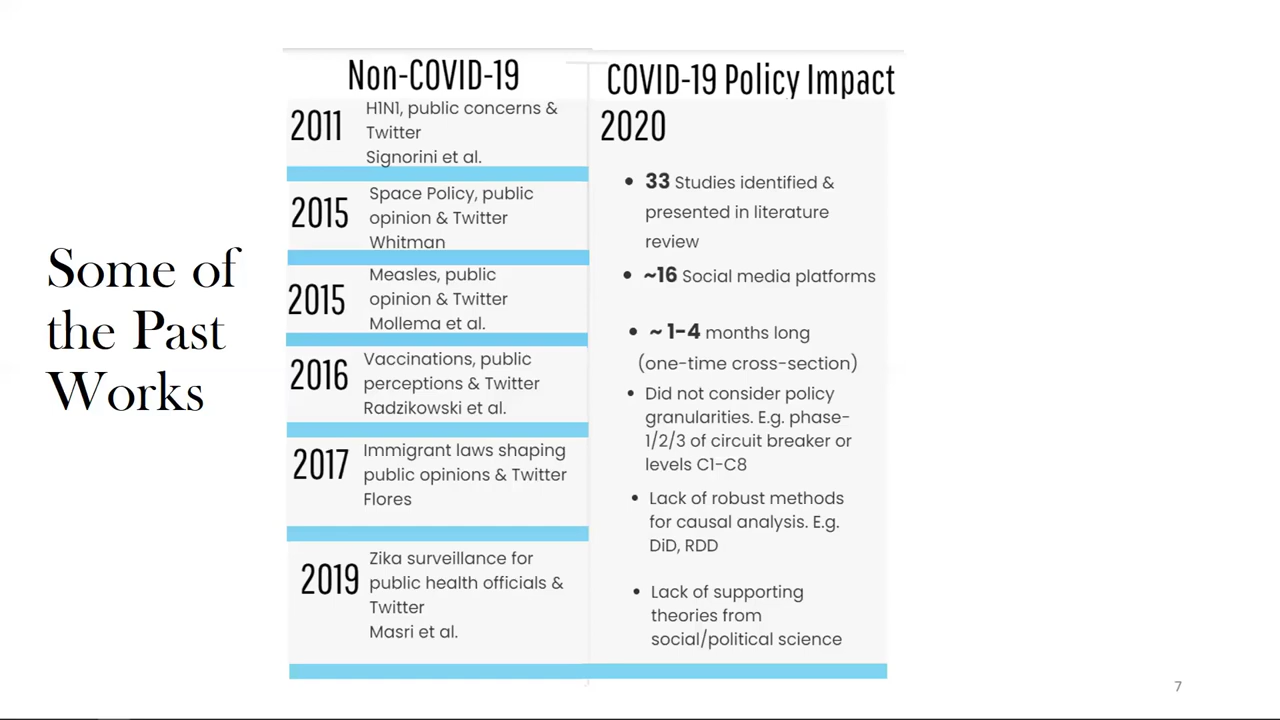 Some of
the Past
Works
Non-COVID-19
2011
H1N1, public concerns &
Twitter
Signorini et al.
2015
Space Policy, public
opinion & Twitter
Whitman
2015
Measles, public
opinion & Twitter
Mollema et al.
2016
Vaccinations, public
perceptions & Twitter
Radzikowski et al.
2017
Immigrant laws shaping
public opinions & Twitter
Flores
2019
Zika surveillance for
public health officials &
Twitter
Masri et al.
COVID-19 Policy Impact
2020
• 33 Studies identified &
presented in literature
review
• ~16 Social media platforms
• ~ 1-4 months long
(one-time cross-section)
• Did not consider policy
granularities. E.g. phase-
1/2/3 of circuit breaker or
levels C1-C8
• Lack of robust methods
for causal analysis. E.g.
DiD, RDD
• Lack of supporting
theories from
social/political science
7